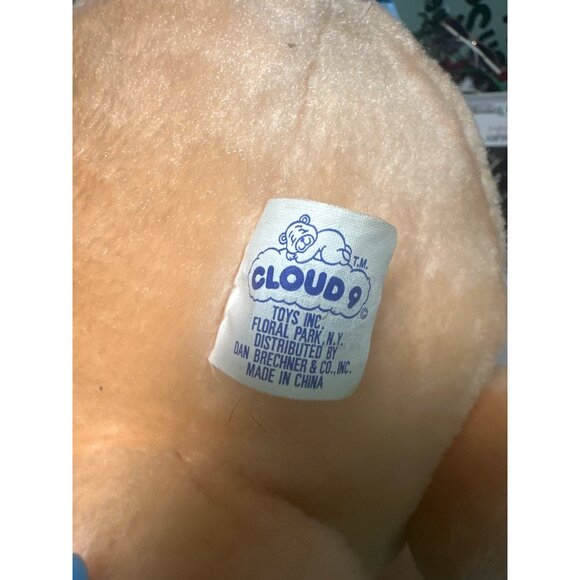 T.M.
CLOUD 9
©
TOYS INC.
FLORAL PARK, N.Y.
DISTRIBUTED BY
DAN BRECHNER & CO., INC.
MADE IN CHINA